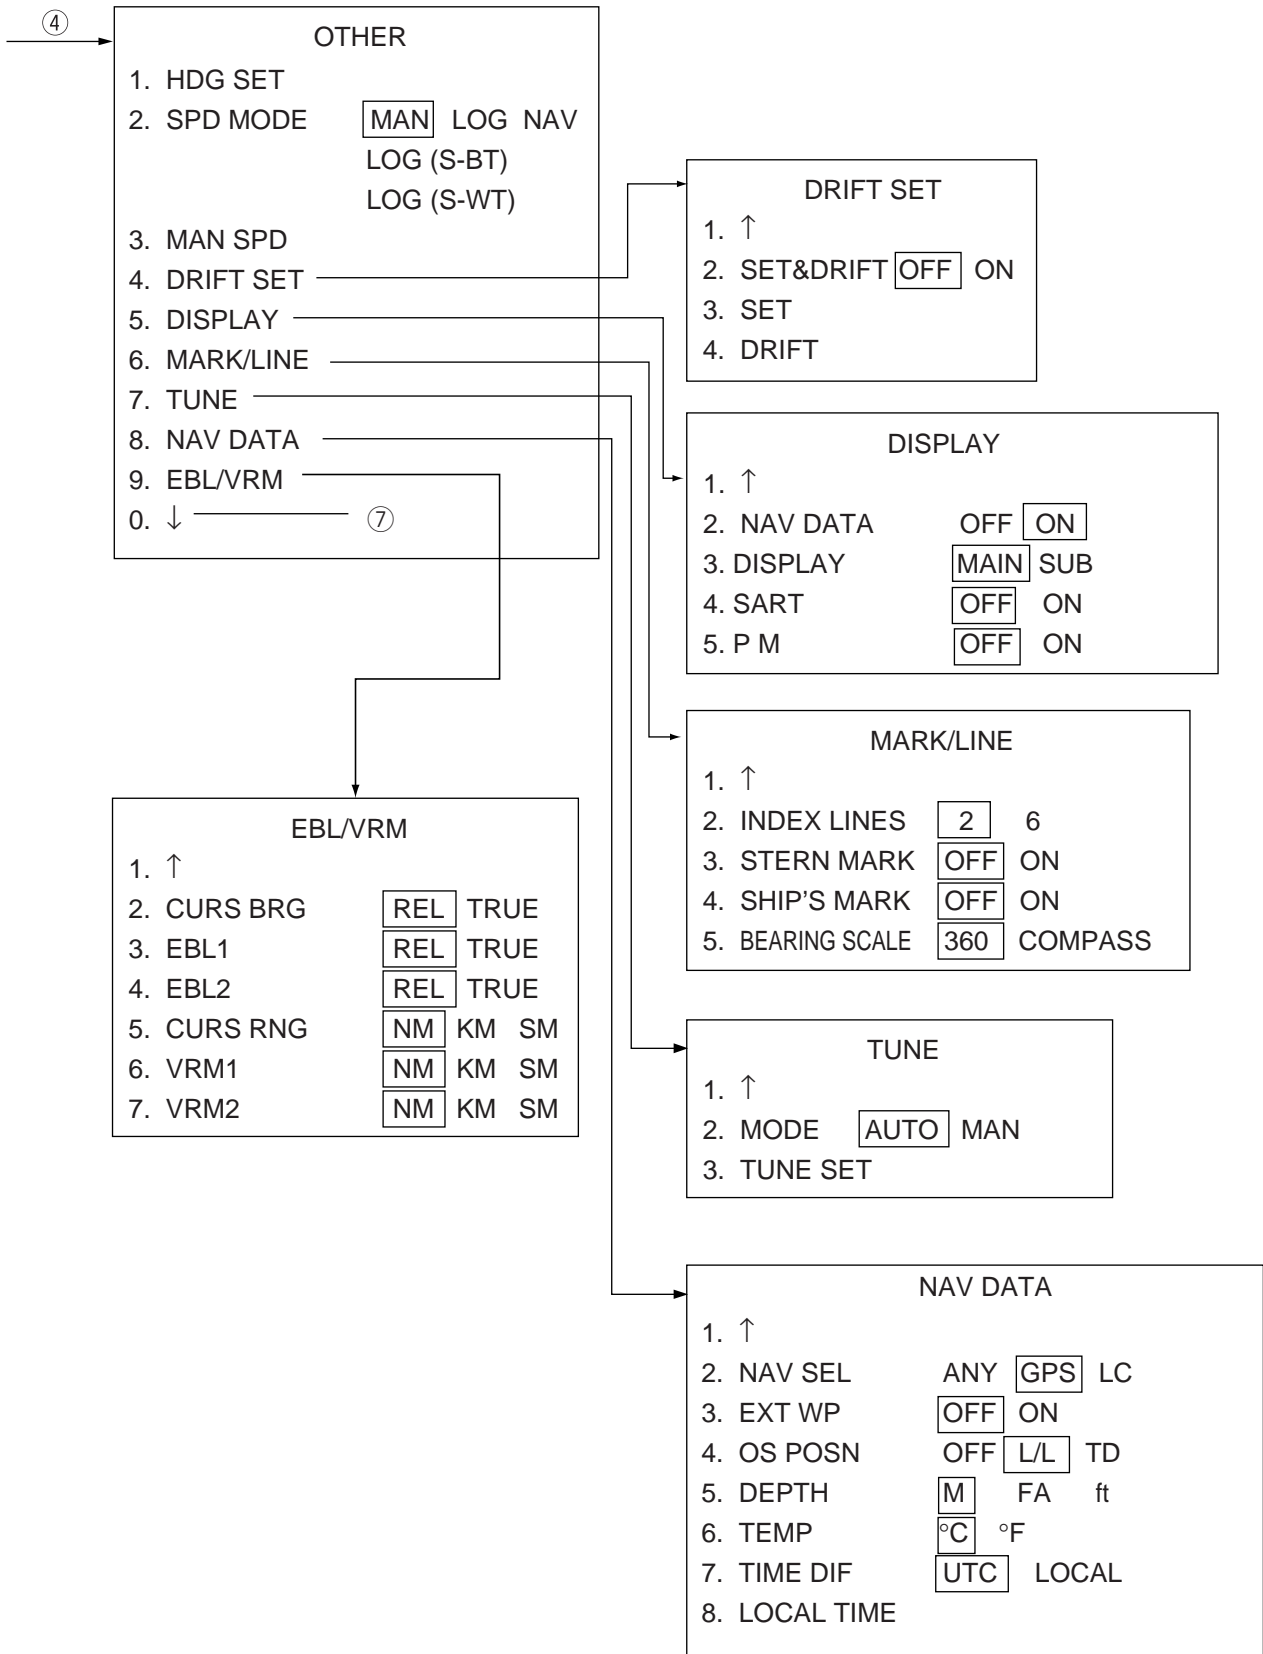 ④
OTHER
1. HDG SET
2. SPD MODE MAN LOG NAV
LOG (S-BT)
LOG (S-WT)
3. MAN SPD
4. DRIFT SET
5. DISPLAY
6. MARK/LINE
7. TUNE
8. NAV DATA
9. EBL/VRM
0. ↓ ⑦
DRIFT SET
1. ↑
2. SET&DRIFT OFF ON
3. SET
4. DRIFT
DISPLAY
1. ↑
2. NAV DATA OFF ON
3. DISPLAY MAIN SUB
4. SART OFF ON
5. P M OFF ON
MARK/LINE
1. ↑
2. INDEX LINES 2 6
3. STERN MARK OFF ON
4. SHIP'S MARK OFF ON
5. BEARING SCALE 360 COMPASS
EBL/VRM
1. ↑
2. CURS BRG REL TRUE
3. EBL1 REL TRUE
4. EBL2 REL TRUE
5. CURS RNG NM KM SM
6. VRM1 NM KM SM
7. VRM2 NM KM SM
TUNE
1. ↑
2. MODE AUTO MAN
3. TUNE SET
NAV DATA
1. ↑
2. NAV SEL ANY GPS LC
3. EXT WP OFF ON
4. OS POSN OFF L/L TD
5. DEPTH M FA ft
6. TEMP °C °F
7. TIME DIF UTC LOCAL
8. LOCAL TIME